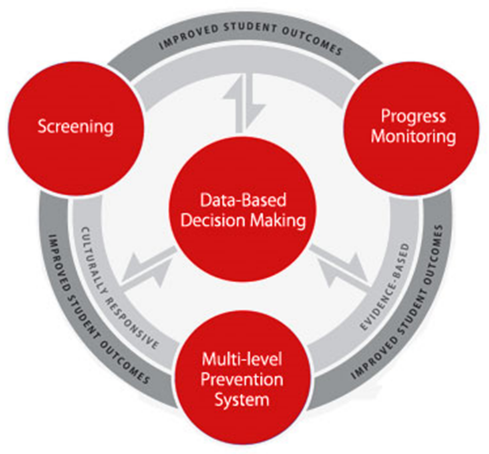 IMPROVED STUDENT OUTCOMES
Screening
Progress
Monitoring
Data-Based
Decision Making
CULTURALLY RESPONSIVE
EVIDENCE-BASED
IMPROVED STUDENT OUTCOMES
IMPROVED STUDENT OUTCOMES
Multi-level
Prevention
System